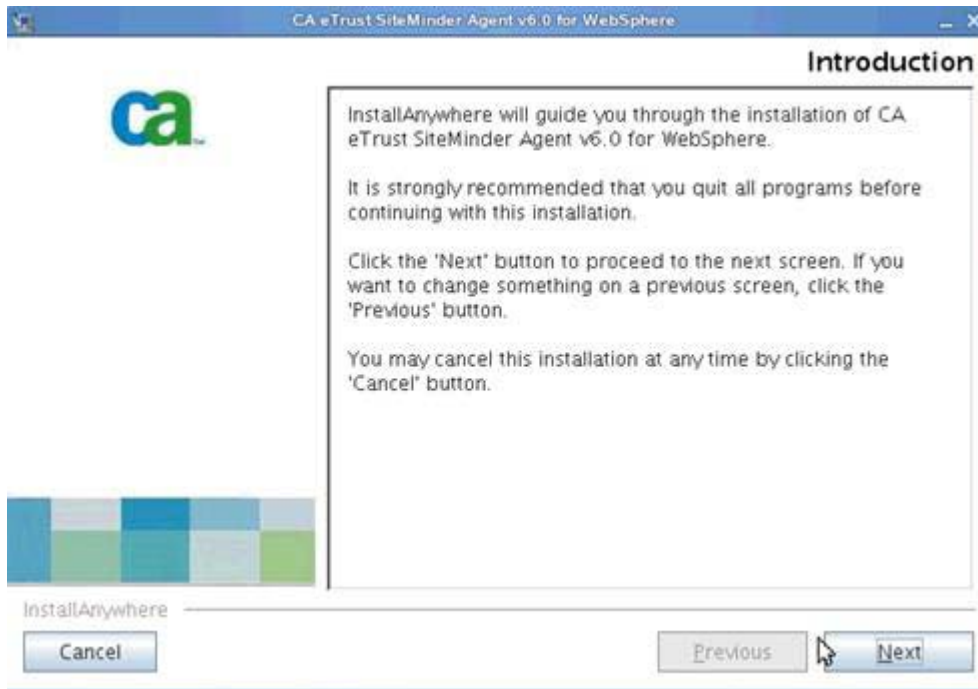 CA eTrust SiteMinder Agent v6.0 for WebSphere
Introduction
ca
InstallAnywhere will guide you through the installation of CA
eTrust SiteMinder Agent v6.0 for WebSphere.
It is strongly recommended that you quit all programs before
continuing with this installation.
Click the 'Next' button to proceed to the next screen. If you
want to change something on a previous screen, click the
'Previous' button.
You may cancel this installation at any time by clicking the
'Cancel' button.
InstallAnywhere
Cancel
Previous
Next